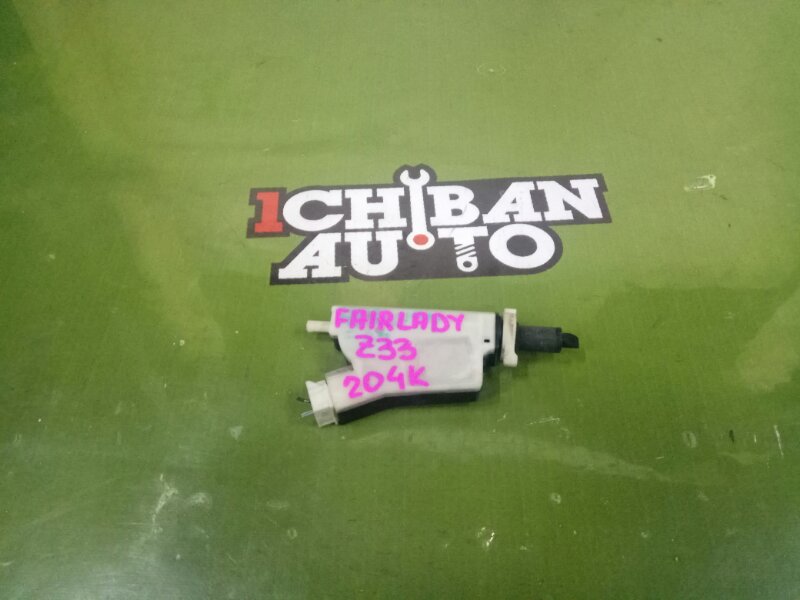 1CHIBAN
AUTO
FAIRLADY
Z33
204K